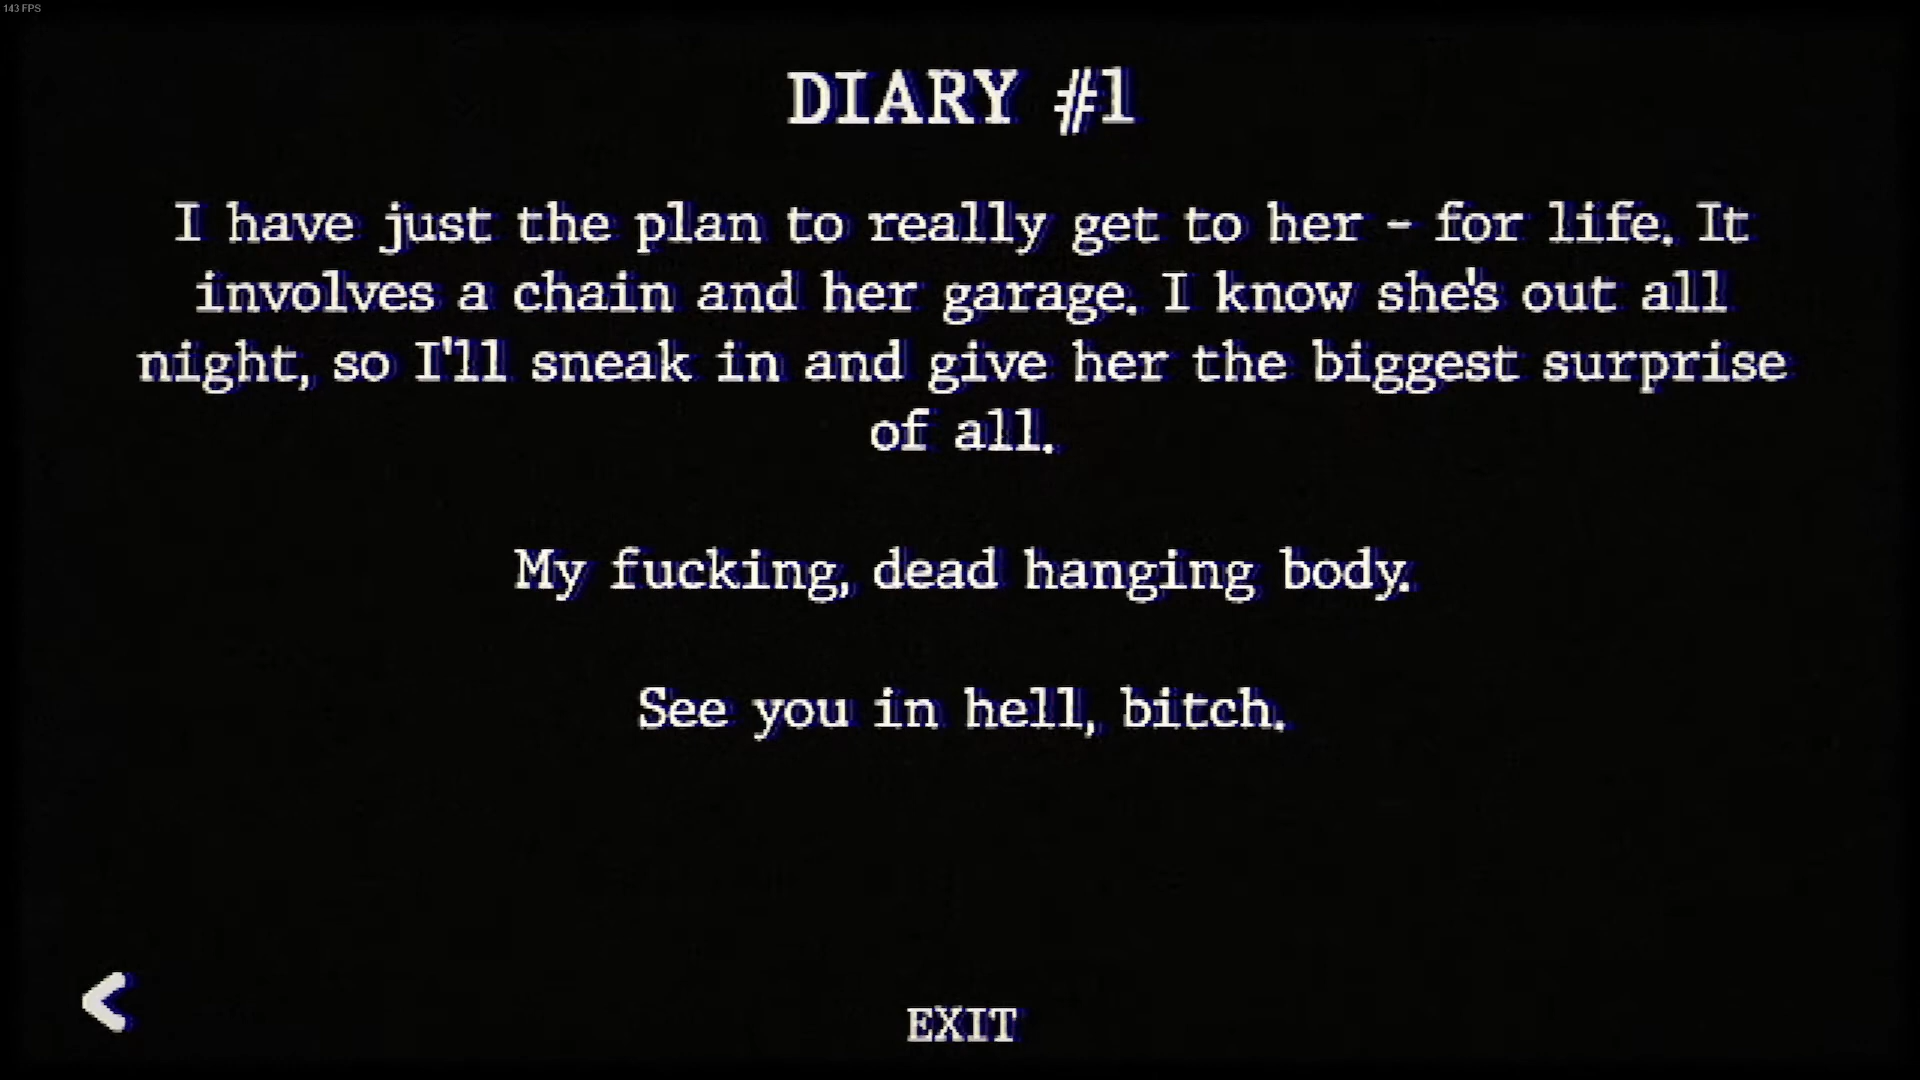 143 FPS
DIARY #1
I have just the plan to really get to her - for life. It
involves a chain and her garage. I know she's out all
night, so I'll sneak in and give her the biggest surprise
of all.
My fucking, dead hanging body.
See you in hell, bitch.
<
EXIT